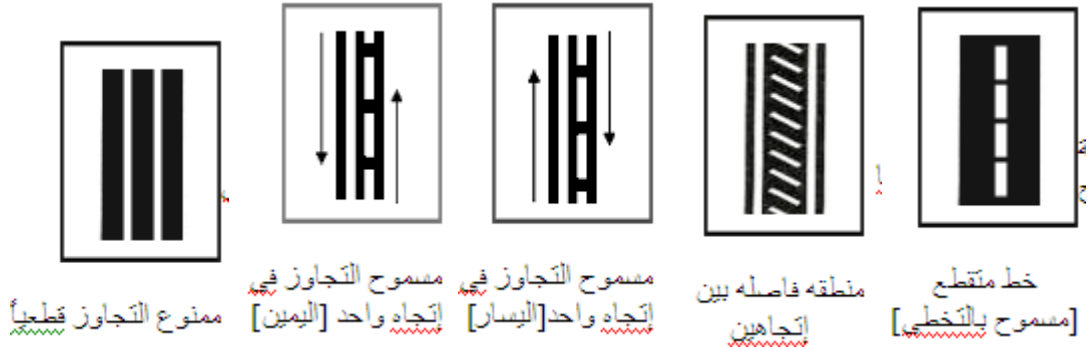 خط متقطع
[مسموح بالتخطي]
منطقه فاصله بين
إتجاهين
مسموح التجاوز في
إتجاه واحد[اليسار]
مسموح التجاوز في
إتجاه واحد [اليمين]
ممنوع التجاوز قطعياً